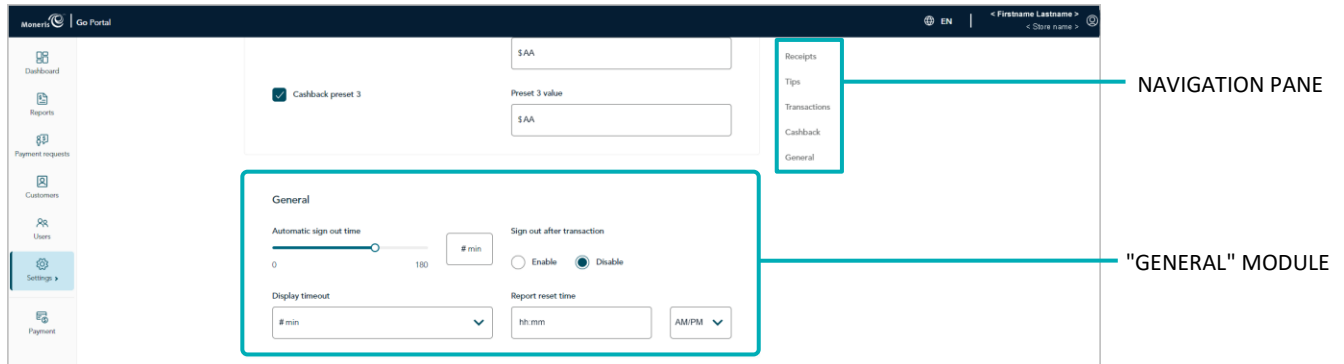 Moneris Go Portal
EN
< Firstname Lastname >
< Store name >
Dashboard
Reports
Payment requests
Customers
Users
Settings
Payment
$AA
Cashback preset 3
Preset 3 value
$AA
Receipts
Tips
Transactions
Cashback
General
NAVIGATION PANE
General
Automatic sign out time
0
180
# min
Sign out after transaction
Enable
Disable
Display timeout
# min
Report reset time
hh:mm
AM/PM
"GENERAL" MODULE